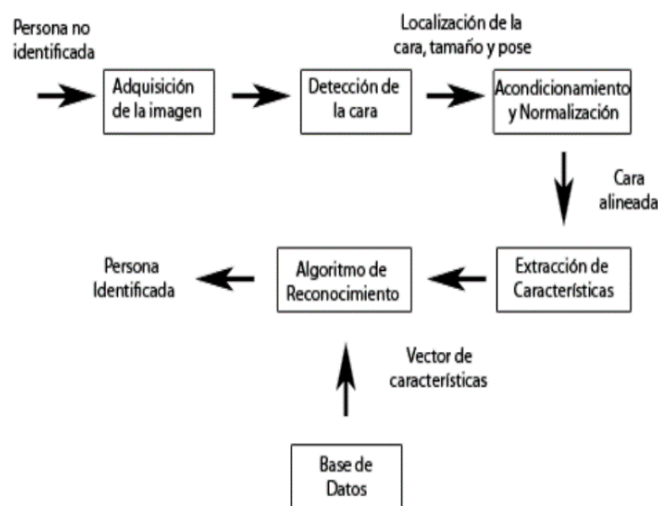 Persona no
identificada
Adquisición
de la imagen
Detección de
la cara
Localización de la
cara, tamaño y pose
Acondicionamiento
y Normalización
Cara
alineada
Extracción de
Características
Algoritmo de
Reconocimiento
Persona
Identificada
Vector de
características
Base de
Datos